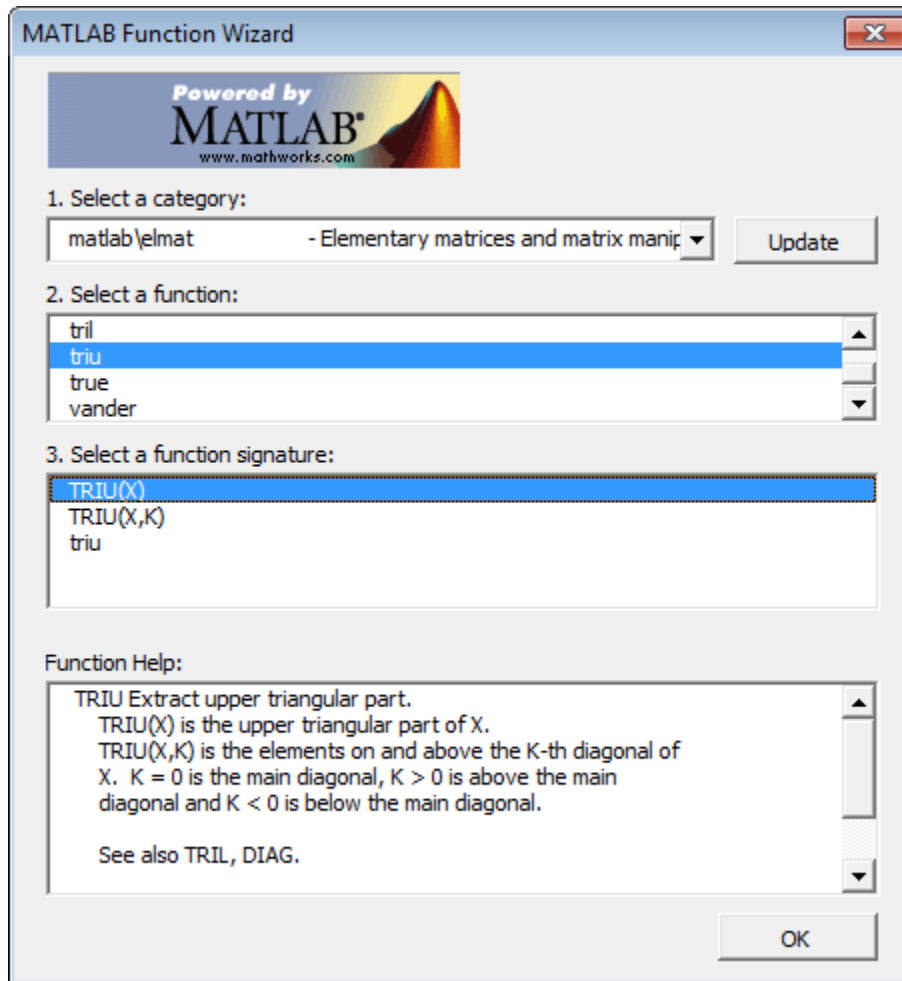 MATLAB Function Wizard
Powered by
MATLAB®
www.mathworks.com
1. Select a category:
matlab\elmat - Elementary matrices and matrix manip
Update
2. Select a function:
tril
triu
true
vander
3. Select a function signature:
TRIU(X)
TRIU(X,K)
triu
Function Help:
TRIU Extract upper triangular part.
TRIU(X) is the upper triangular part of X.
TRIU(X,K) is the elements on and above the K-th diagonal of
X. K = 0 is the main diagonal, K > 0 is above the main
diagonal and K < 0 is below the main diagonal.
See also TRIL, DIAG.
OK